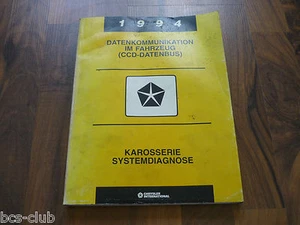 1994
DATENKOMMUNIKATION
IM FAHRZEUG
(CCD-DATENBUS)
KAROSSERIE
SYSTEMDIAGNOSE
CHRYSLER
INTERNATIONAL
bcs-club